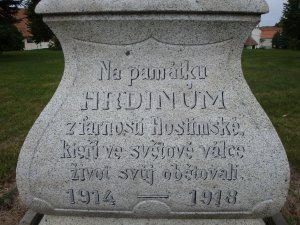 Na památku
HRDINŮM
z farnosti Hostimské,
kteří ve světové válce
život svůj obětovali.
1914 — 1918